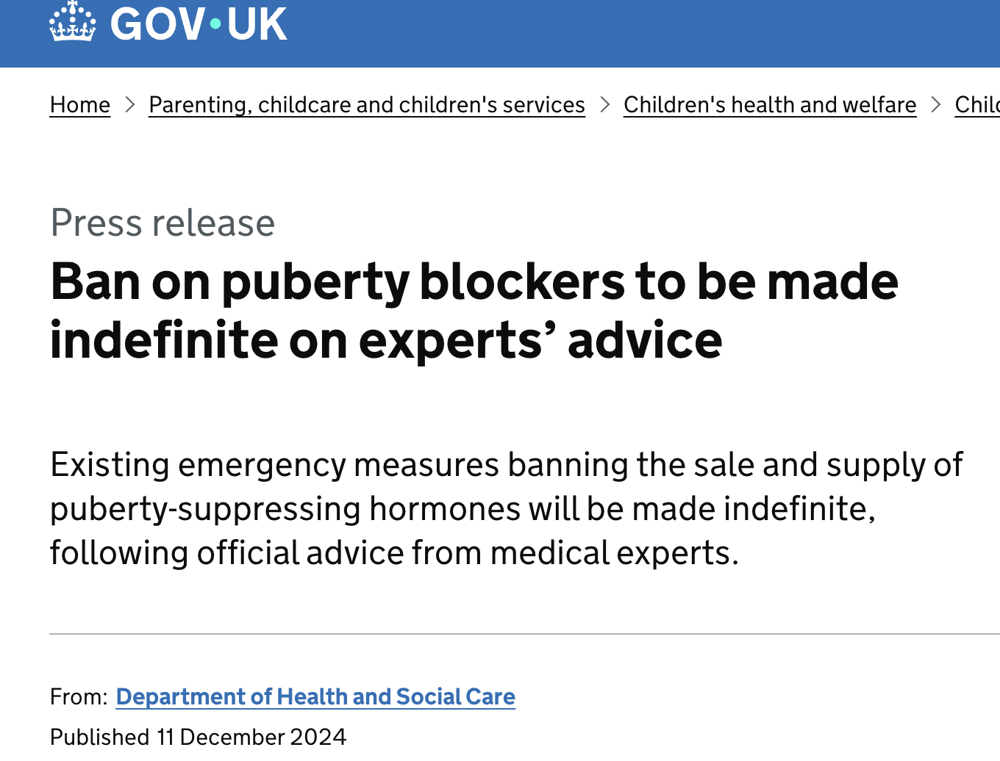 GOV·UK
Home > Parenting, childcare and children's services > Children's health and welfare >
Press release
Ban on puberty blockers to be made
indefinite on experts’ advice
Existing emergency measures banning the sale and supply of
puberty-suppressing hormones will be made indefinite,
following official advice from medical experts.
From: Department of Health and Social Care
Published 11 December 2024